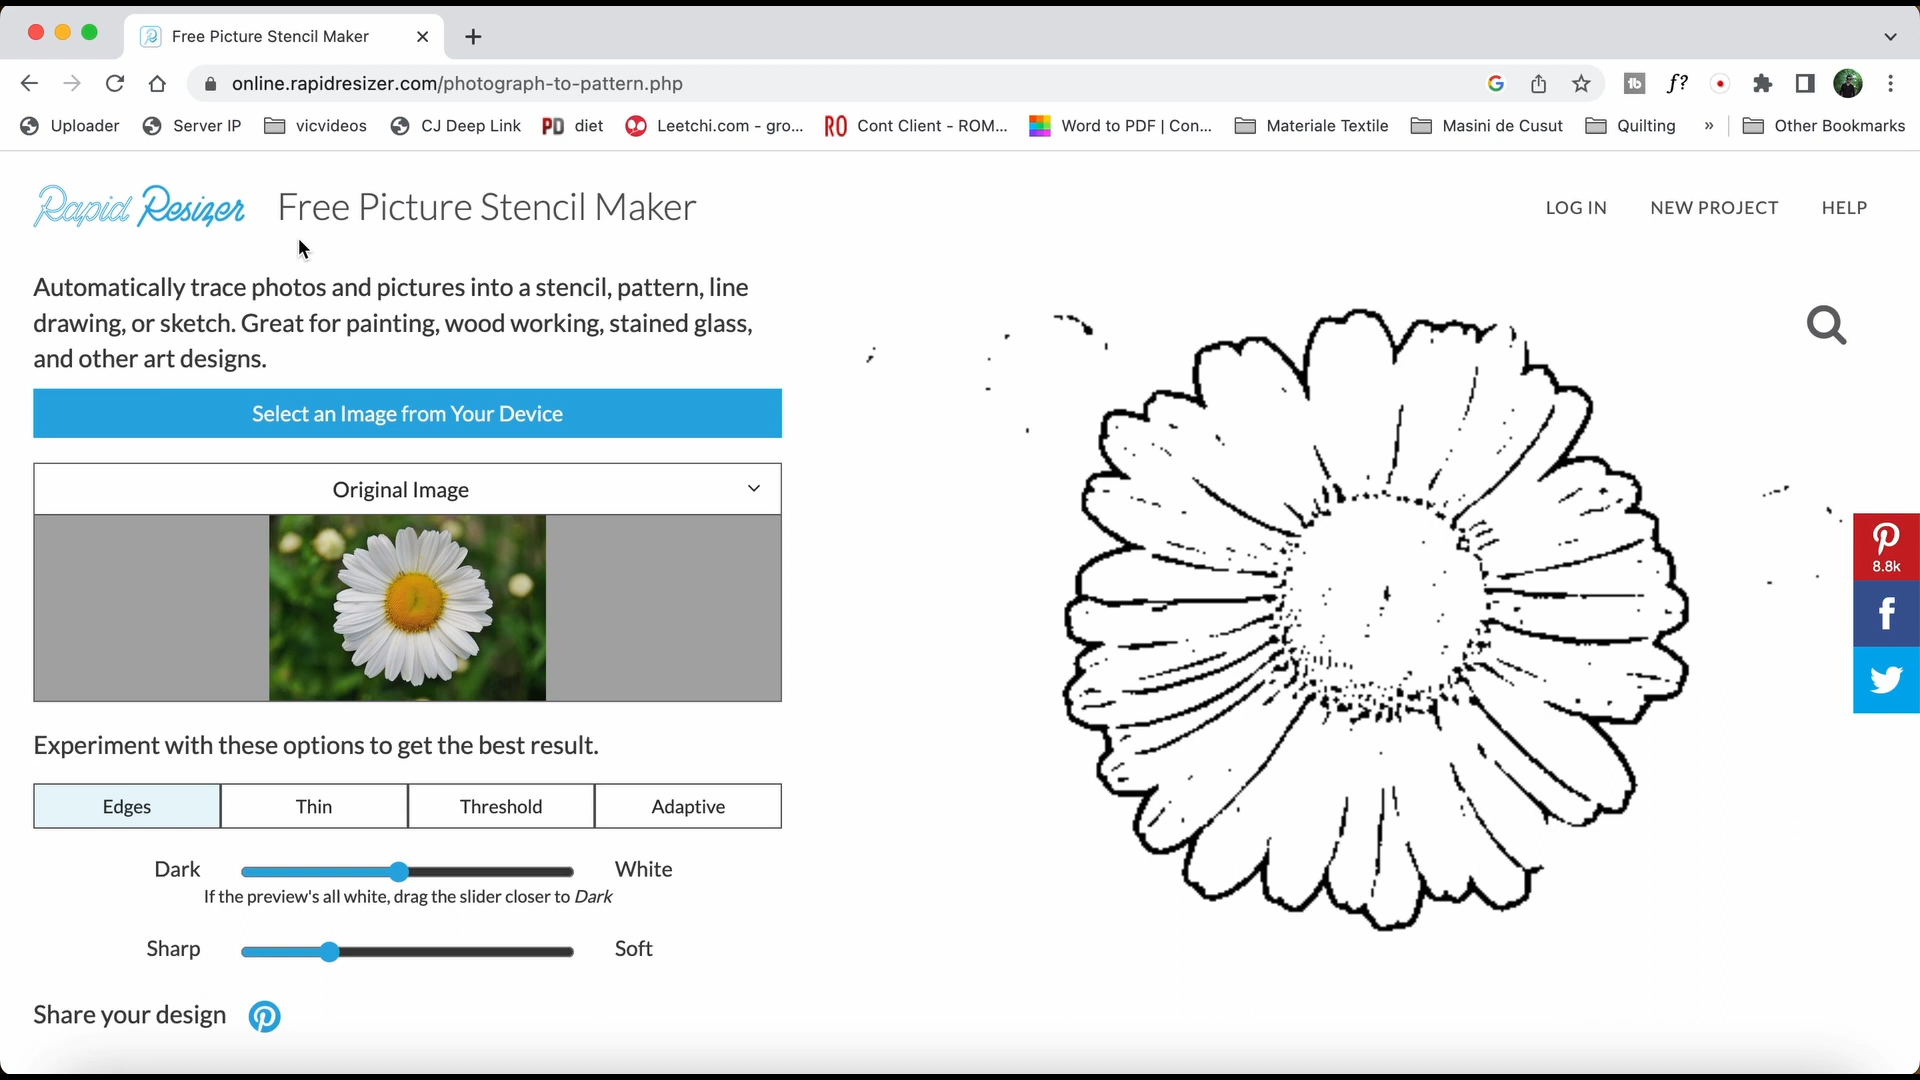 Free Picture Stencil Maker
online.rapidresizer.com/photograph-to-pattern.php
Uploader Server IP vicvideos CJ Deep Link PD diet Leetchi.com - gro... RO Cont Client - ROM... Word to PDF | Con... Materiale Textile Masini de Cusut Quilting » Other Bookmarks
Rapid Resizer Free Picture Stencil Maker LOG IN NEW PROJECT HELP
Automatically trace photos and pictures into a stencil, pattern, line
drawing, or sketch. Great for painting, wood working, stained glass,
and other art designs.
Select an Image from Your Device
Original Image
8.8k
Experiment with these options to get the best result.
Edges Thin Threshold Adaptive
Dark White
If the preview's all white, drag the slider closer to Dark
Sharp Soft
Share your design